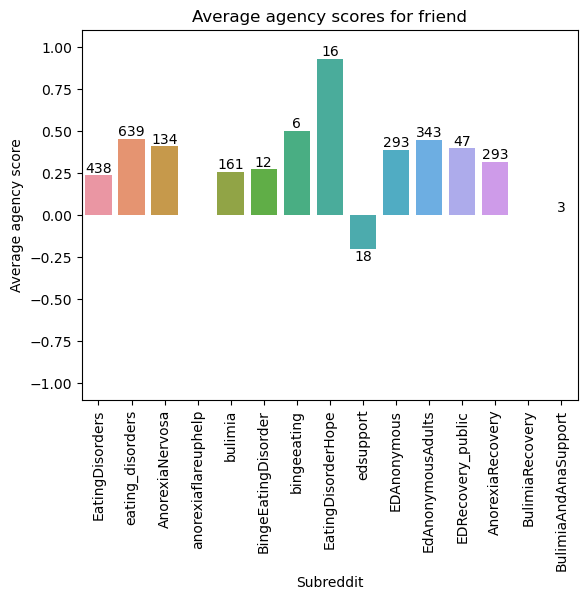 Average agency scores for friend
Average agency score
1.00
0.75
0.50
0.25
0.00
−0.25
−0.50
−0.75
−1.00
438
639
134
161
12
6
16
18
293
343
47
293
3
EatingDisorders
eating_disorders
AnorexiaNervosa
anorexiaflareuphelp
bulimia
BingeEatingDisorder
bingeeating
EatingDisorderHope
edsupport
EDAnonymous
EdAnonymousAdults
EDRecovery_public
AnorexiaRecovery
BulimiaRecovery
BulimiaAndAnaSupport
Subreddit